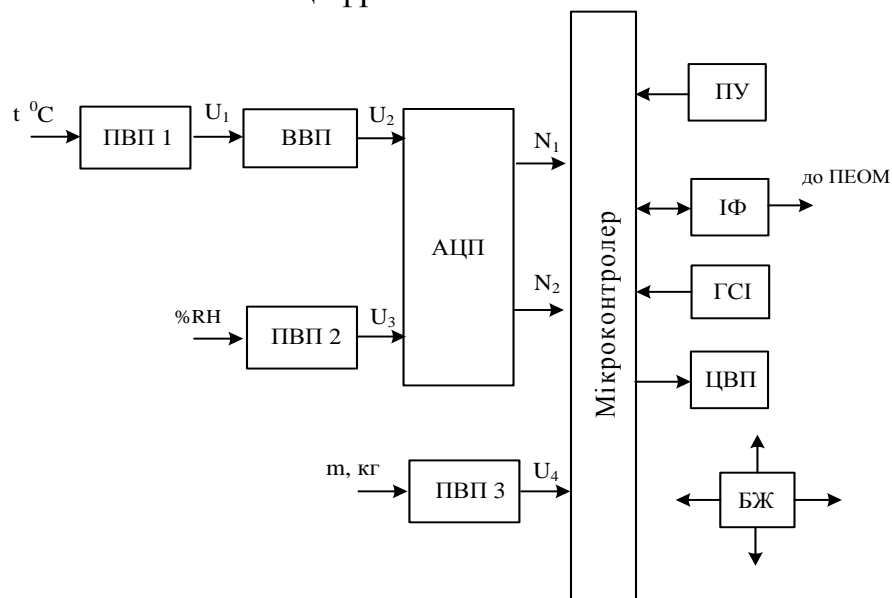 t ⁰C
ПВП 1
U₁
ВВП
U₂
АЦП
N₁
N₂
%RH
ПВП 2
U₃
m, кг
ПВП 3
U₄
Мікроконтролер
ПУ
ІФ
до ПЕОМ
ГСІ
ЦВП
БЖ